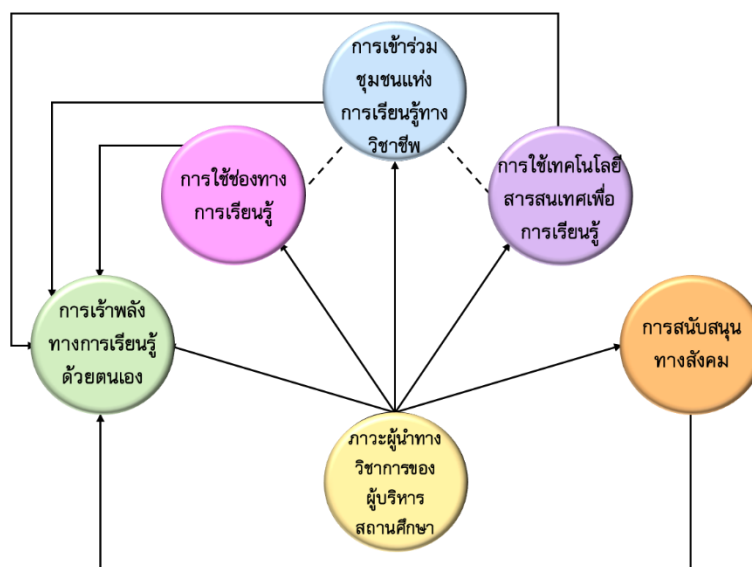 การเข้าร่วม
ชุมชนแห่ง
การเรียนรู้ทาง
วิชาชีพ
การใช้ช่องทาง
การเรียนรู้
การใช้เทคโนโลยี
สารสนเทศเพื่อ
การเรียนรู้
การเร้าพลัง
ทางการเรียนรู้
ด้วยตนเอง
การสนับสนุน
ทางสังคม
ภาวะผู้นำทาง
วิชาการของ
ผู้บริหาร
สถานศึกษา